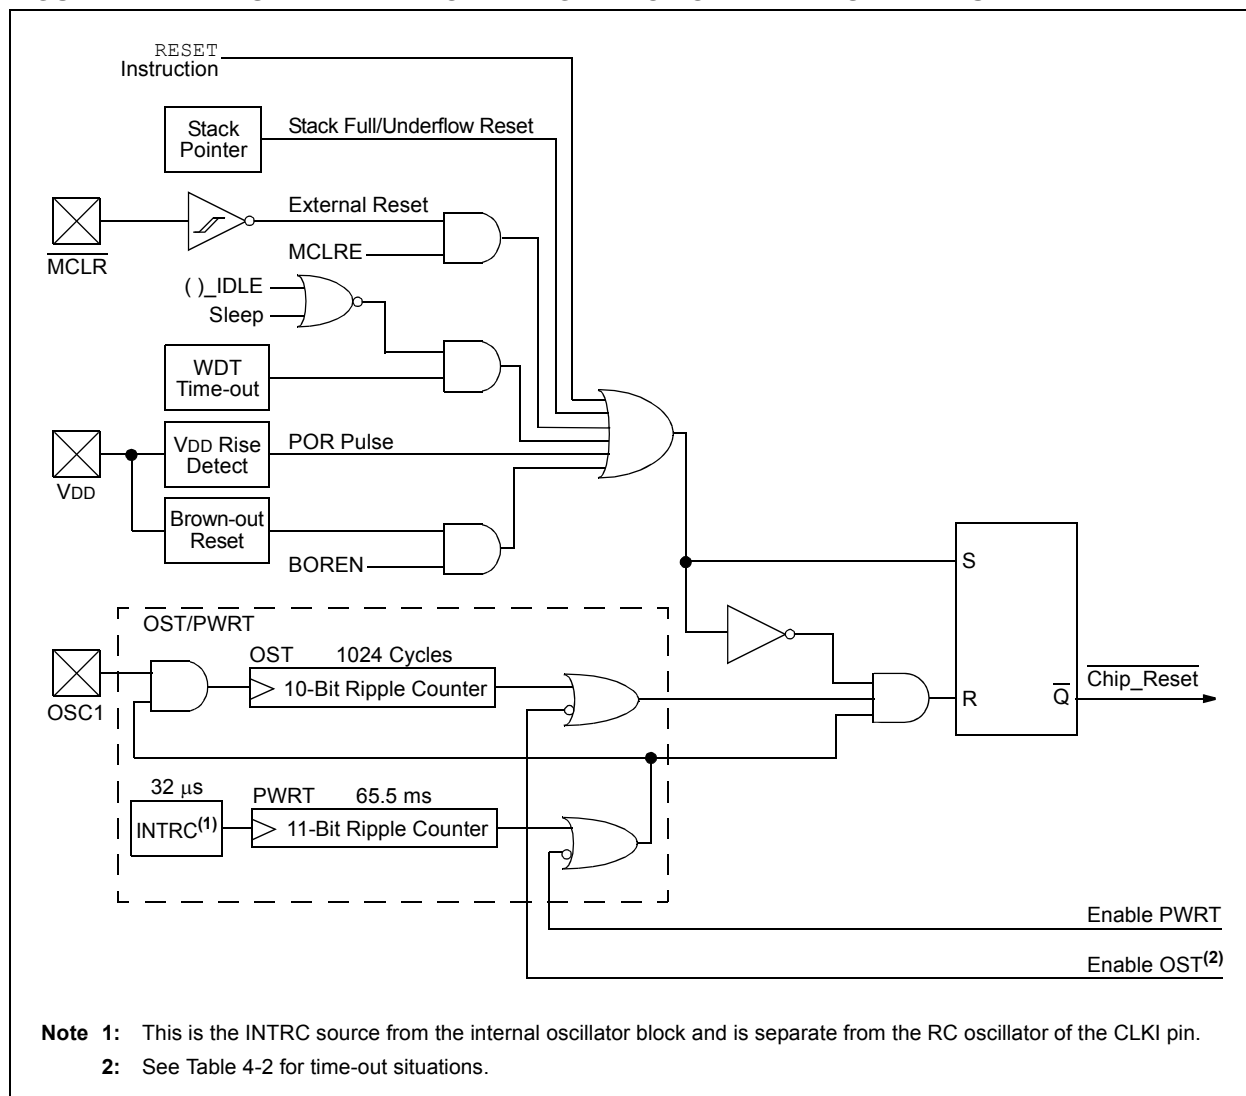 RESET
Instruction
Stack
Pointer
Stack Full/Underflow Reset
External Reset
MCLR
MCLRE
( )_IDLE
Sleep
WDT
Time-out
VDD
VDD Rise
Detect
POR Pulse
Brown-out
Reset
BOREN
S
OST/PWRT
OST 1024 Cycles
10-Bit Ripple Counter
OSC1
R
Q
Chip_Reset
32 μs
INTRC(1)
PWRT 65.5 ms
11-Bit Ripple Counter
Enable PWRT
Enable OST(2)
Note 1: This is the INTRC source from the internal oscillator block and is separate from the RC oscillator of the CLKI pin.
2: See Table 4-2 for time-out situations.